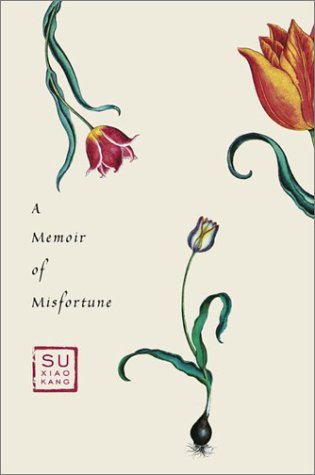 A
Memoir
of
Misfortune
SU
XIAO
KANG